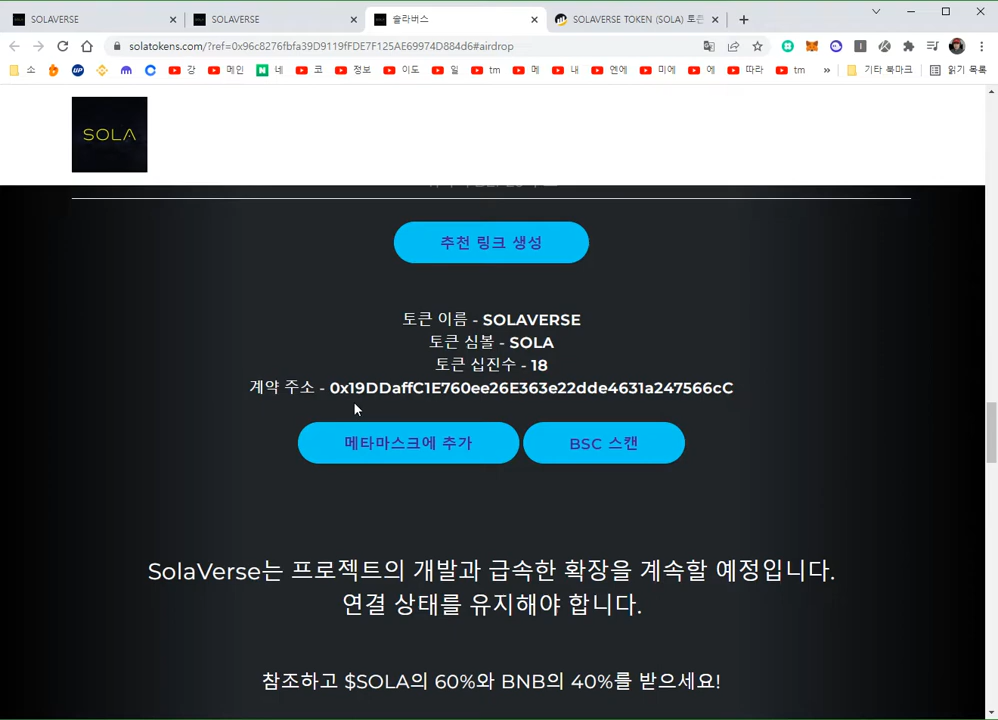 SOLAVERSE
SOLAVERSE
솔라버스
SOLAVERSE TOKEN (SOLA) 토큰
solatokens.com/?ref=0x96c8276fbfa39D9119fFDE7F125AE69974D884d6#airdrop
소 UP 강 메인 N 네 코 정보 이도 일 tm 메 내 엔에 미에 에 따라 tm » 기타 북마크 읽기 목록
SOLA
추천 링크 생성
토큰 이름 - SOLAVERSE
토큰 심볼 - SOLA
토큰 십진수 - 18
계약 주소 - 0x19DDaffC1E760ee26E363e22dde4631a247566cC
메타마스크에 추가
BSC 스캔
SolaVerse는 프로젝트의 개발과 급속한 확장을 계속할 예정입니다.
연결 상태를 유지해야 합니다.
참조하고 $SOLA의 60%와 BNB의 40%를 받으세요!